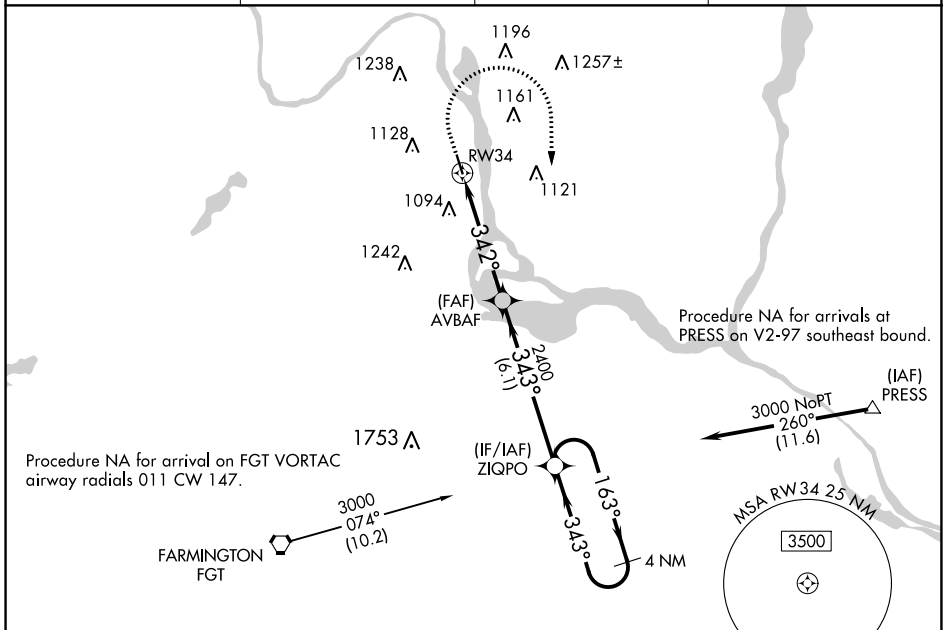 1196
1238
1257±
1161
1128
RW34
1121
1094
342°
1242
(FAF)
AVBAF
Procedure NA for arrivals at
PRESS on V2-97 southeast bound.
2400
343°
(6.1)
(IAF)
PRESS
3000 NoPT
260°
(11.6)
1753
(IF/IAF)
ZIQPO
Procedure NA for arrival on FGT VORTAC
airway radials 011 CW 147.
163°
343°
4 NM
3000
074°
(10.2)
FARMINGTON
FGT
MSA RW34 25 NM
3500